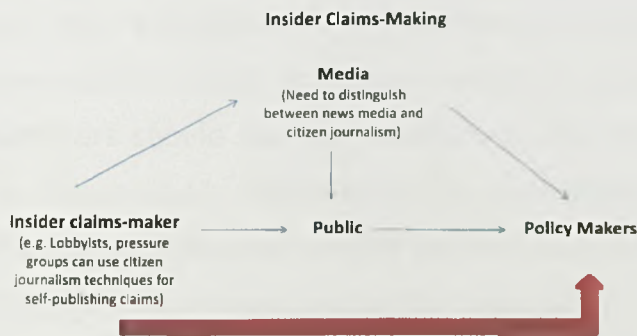 Insider Claims-Making
Media
(Need to distinguish
between news media and
citizen journalism)
Insider claims-maker
(e.g. Lobbyists, pressure
groups can use citizen
journalism techniques for
self-publishing claims)
Public
Policy Makers